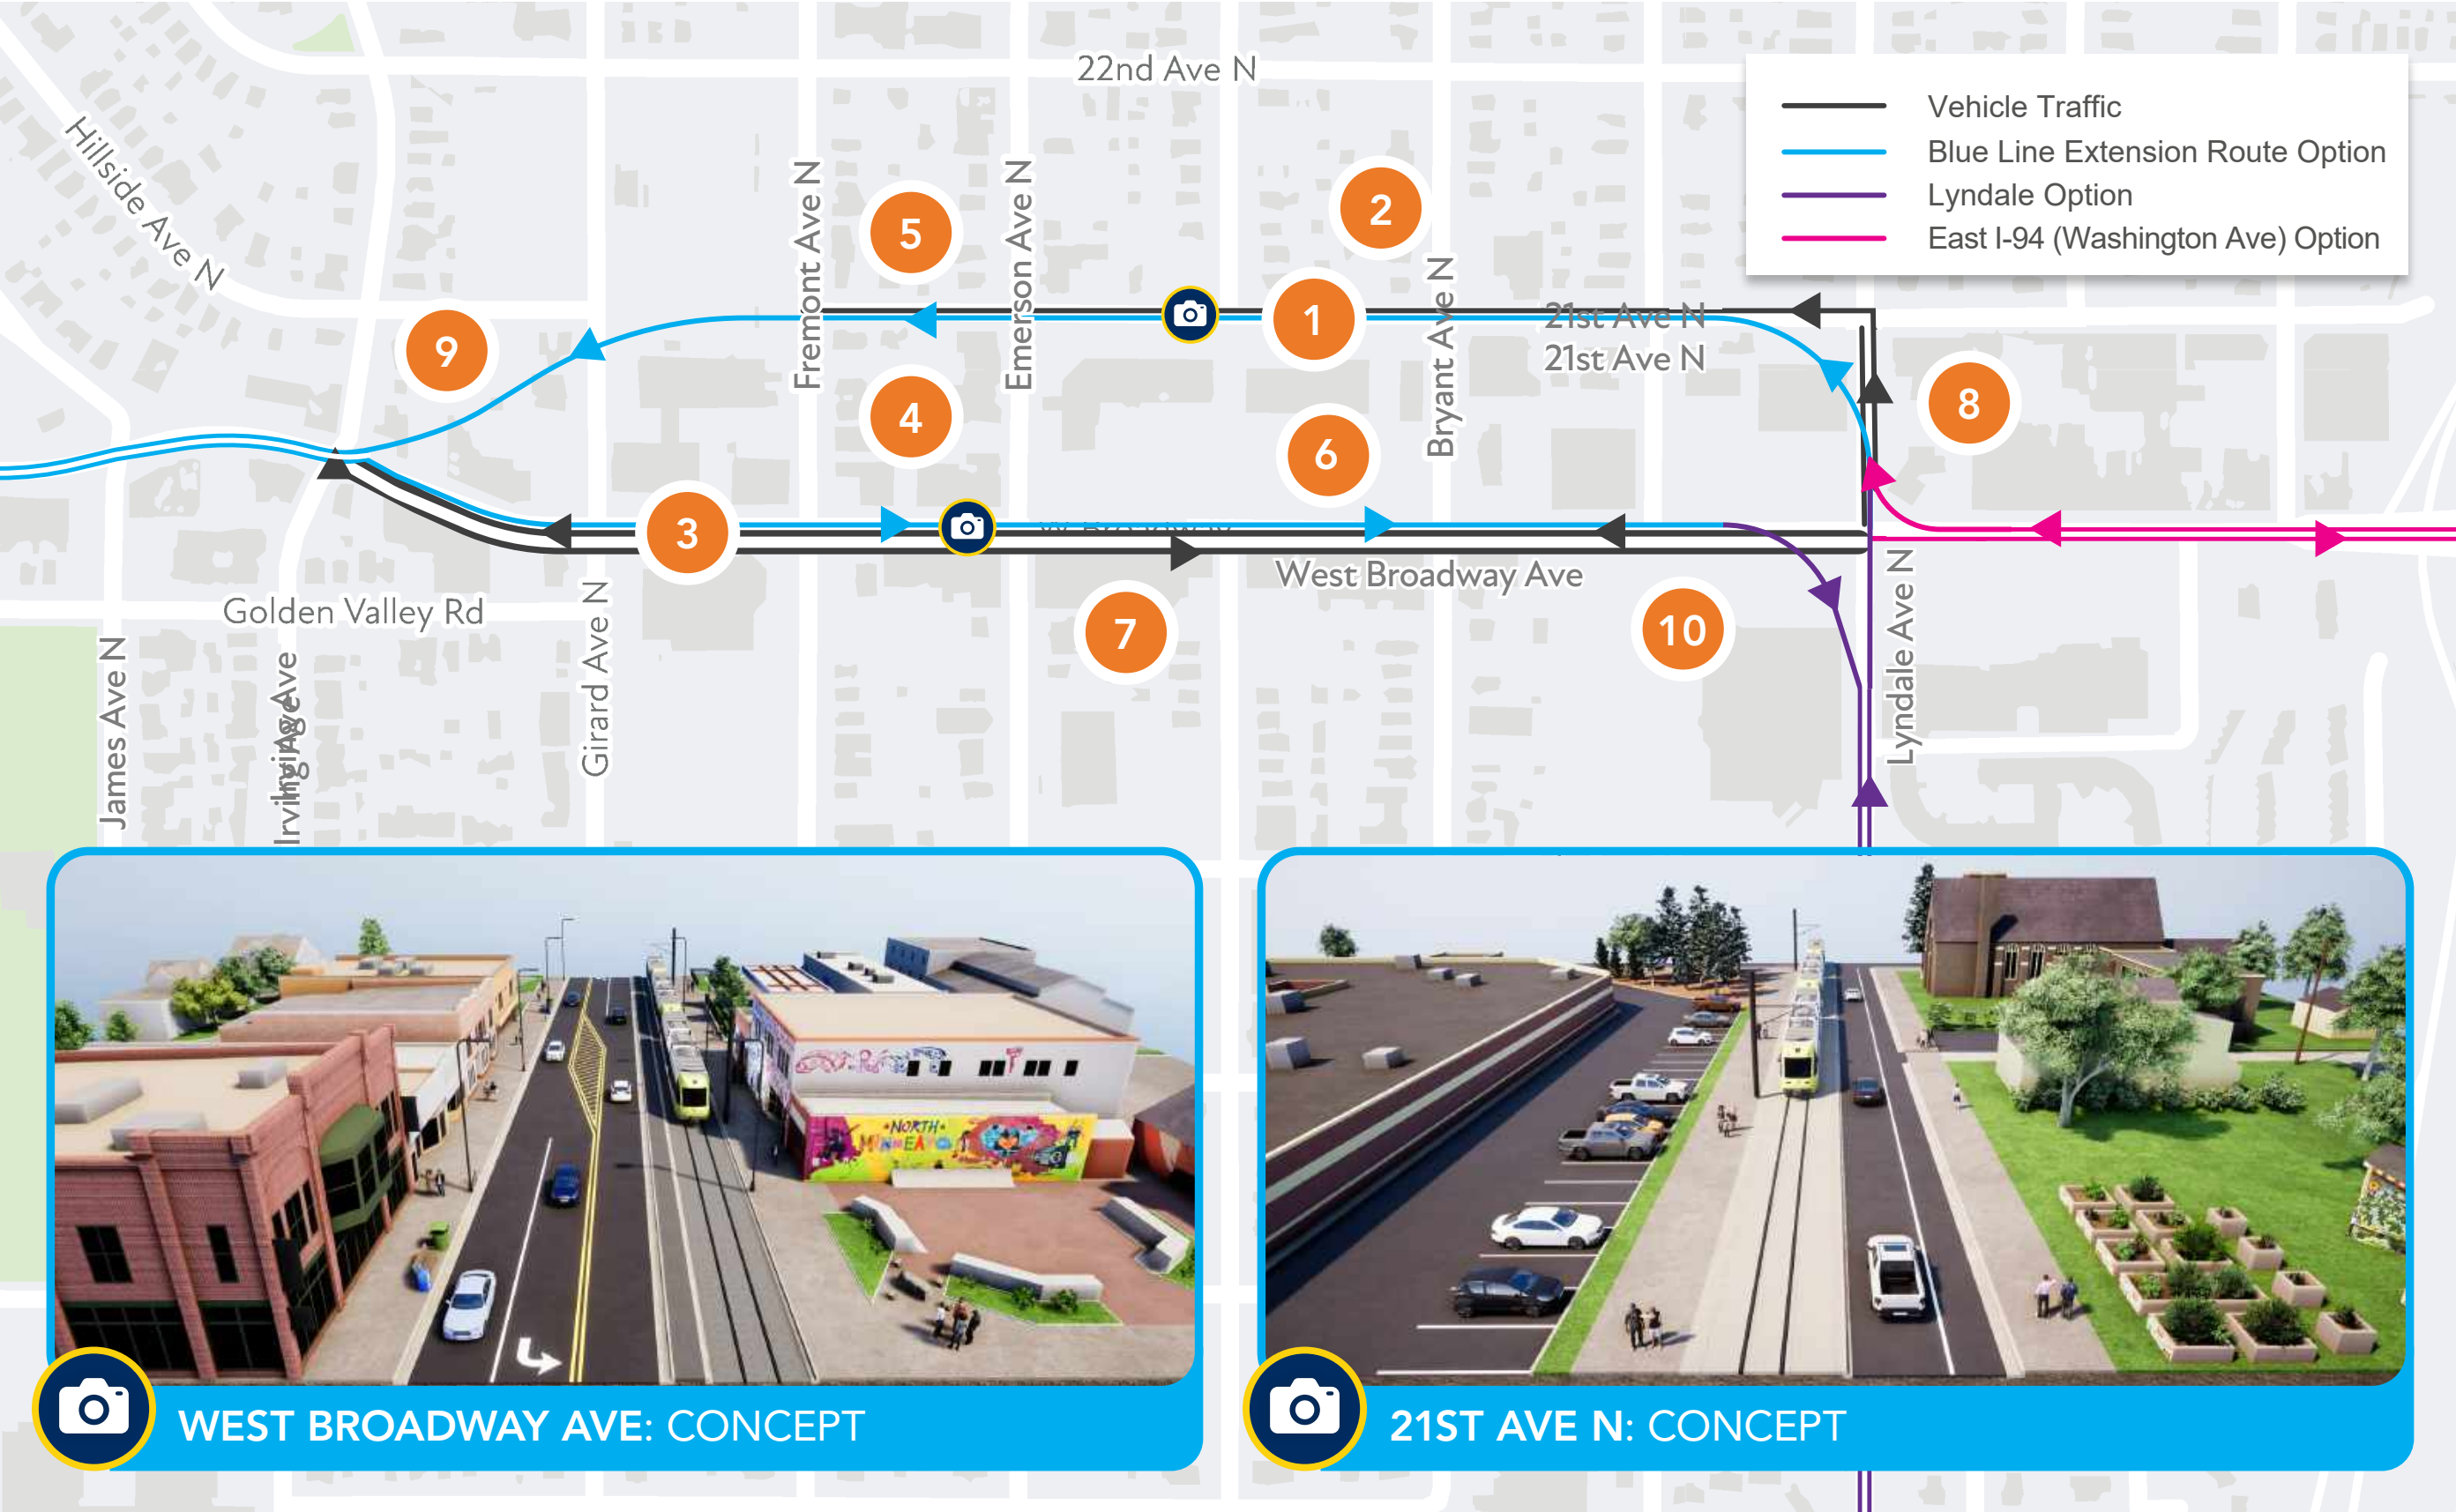 22nd Ave N
Vehicle Traffic
Blue Line Extension Route Option
Lyndale Option
East I-94 (Washington Ave) Option
Hillside Ave N
Fremont Ave N
Emerson Ave N
Bryant Ave N
2
5
1
21st Ave N
21st Ave N
9
4
8
6
3
W Broadway
West Broadway Ave
Golden Valley Rd
7
10
James Ave N
Irving Ave
Girard Ave N
Lyndale Ave N
NORTH
WEST BROADWAY AVE: CONCEPT
21ST AVE N: CONCEPT